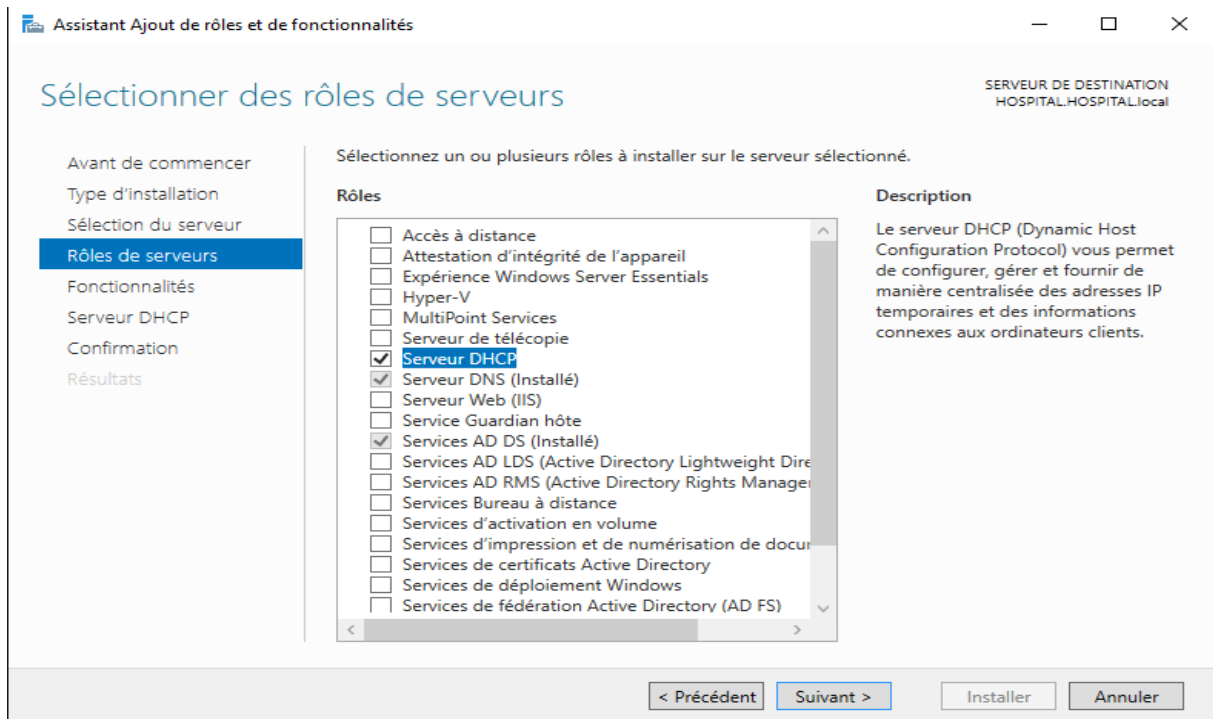 Assistant Ajout de rôles et de fonctionnalités
Sélectionner des rôles de serveurs
SERVEUR DE DESTINATION
HOSPITAL.HOSPITAL.local
Avant de commencer
Type d'installation
Sélection du serveur
Rôles de serveurs
Fonctionnalités
Serveur DHCP
Confirmation
Résultats
Sélectionnez un ou plusieurs rôles à installer sur le serveur sélectionné.
Rôles
Accès à distance
Attestation d'intégrité de l'appareil
Expérience Windows Server Essentials
Hyper-V
MultiPoint Services
Serveur de télécopie
Serveur DHCP
Serveur DNS (Installé)
Serveur Web (IIS)
Service Guardian hôte
Services AD DS (Installé)
Services AD LDS (Active Directory Lightweight Dire
Services AD RMS (Active Directory Rights Manage
Services Bureau à distance
Services d'activation en volume
Services d'impression et de numérisation de docu
Services de certificats Active Directory
Services de déploiement Windows
Services de fédération Active Directory (AD FS)
Description
Le serveur DHCP (Dynamic Host
Configuration Protocol) vous permet
de configurer, gérer et fournir de
manière centralisée des adresses IP
temporaires et des informations
connexes aux ordinateurs clients.
< Précédent
Suivant >
Installer
Annuler